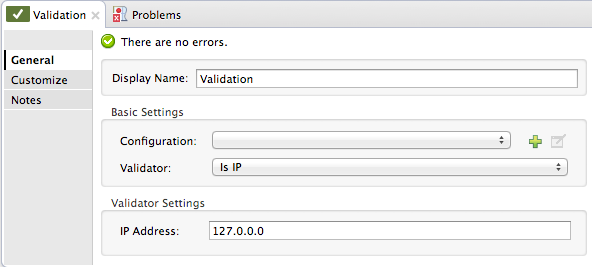 Validation
Problems
There are no errors.
General
Customize
Notes
Display Name: Validation
Basic Settings
Configuration:
Validator: Is IP
Validator Settings
IP Address: 127.0.0.0